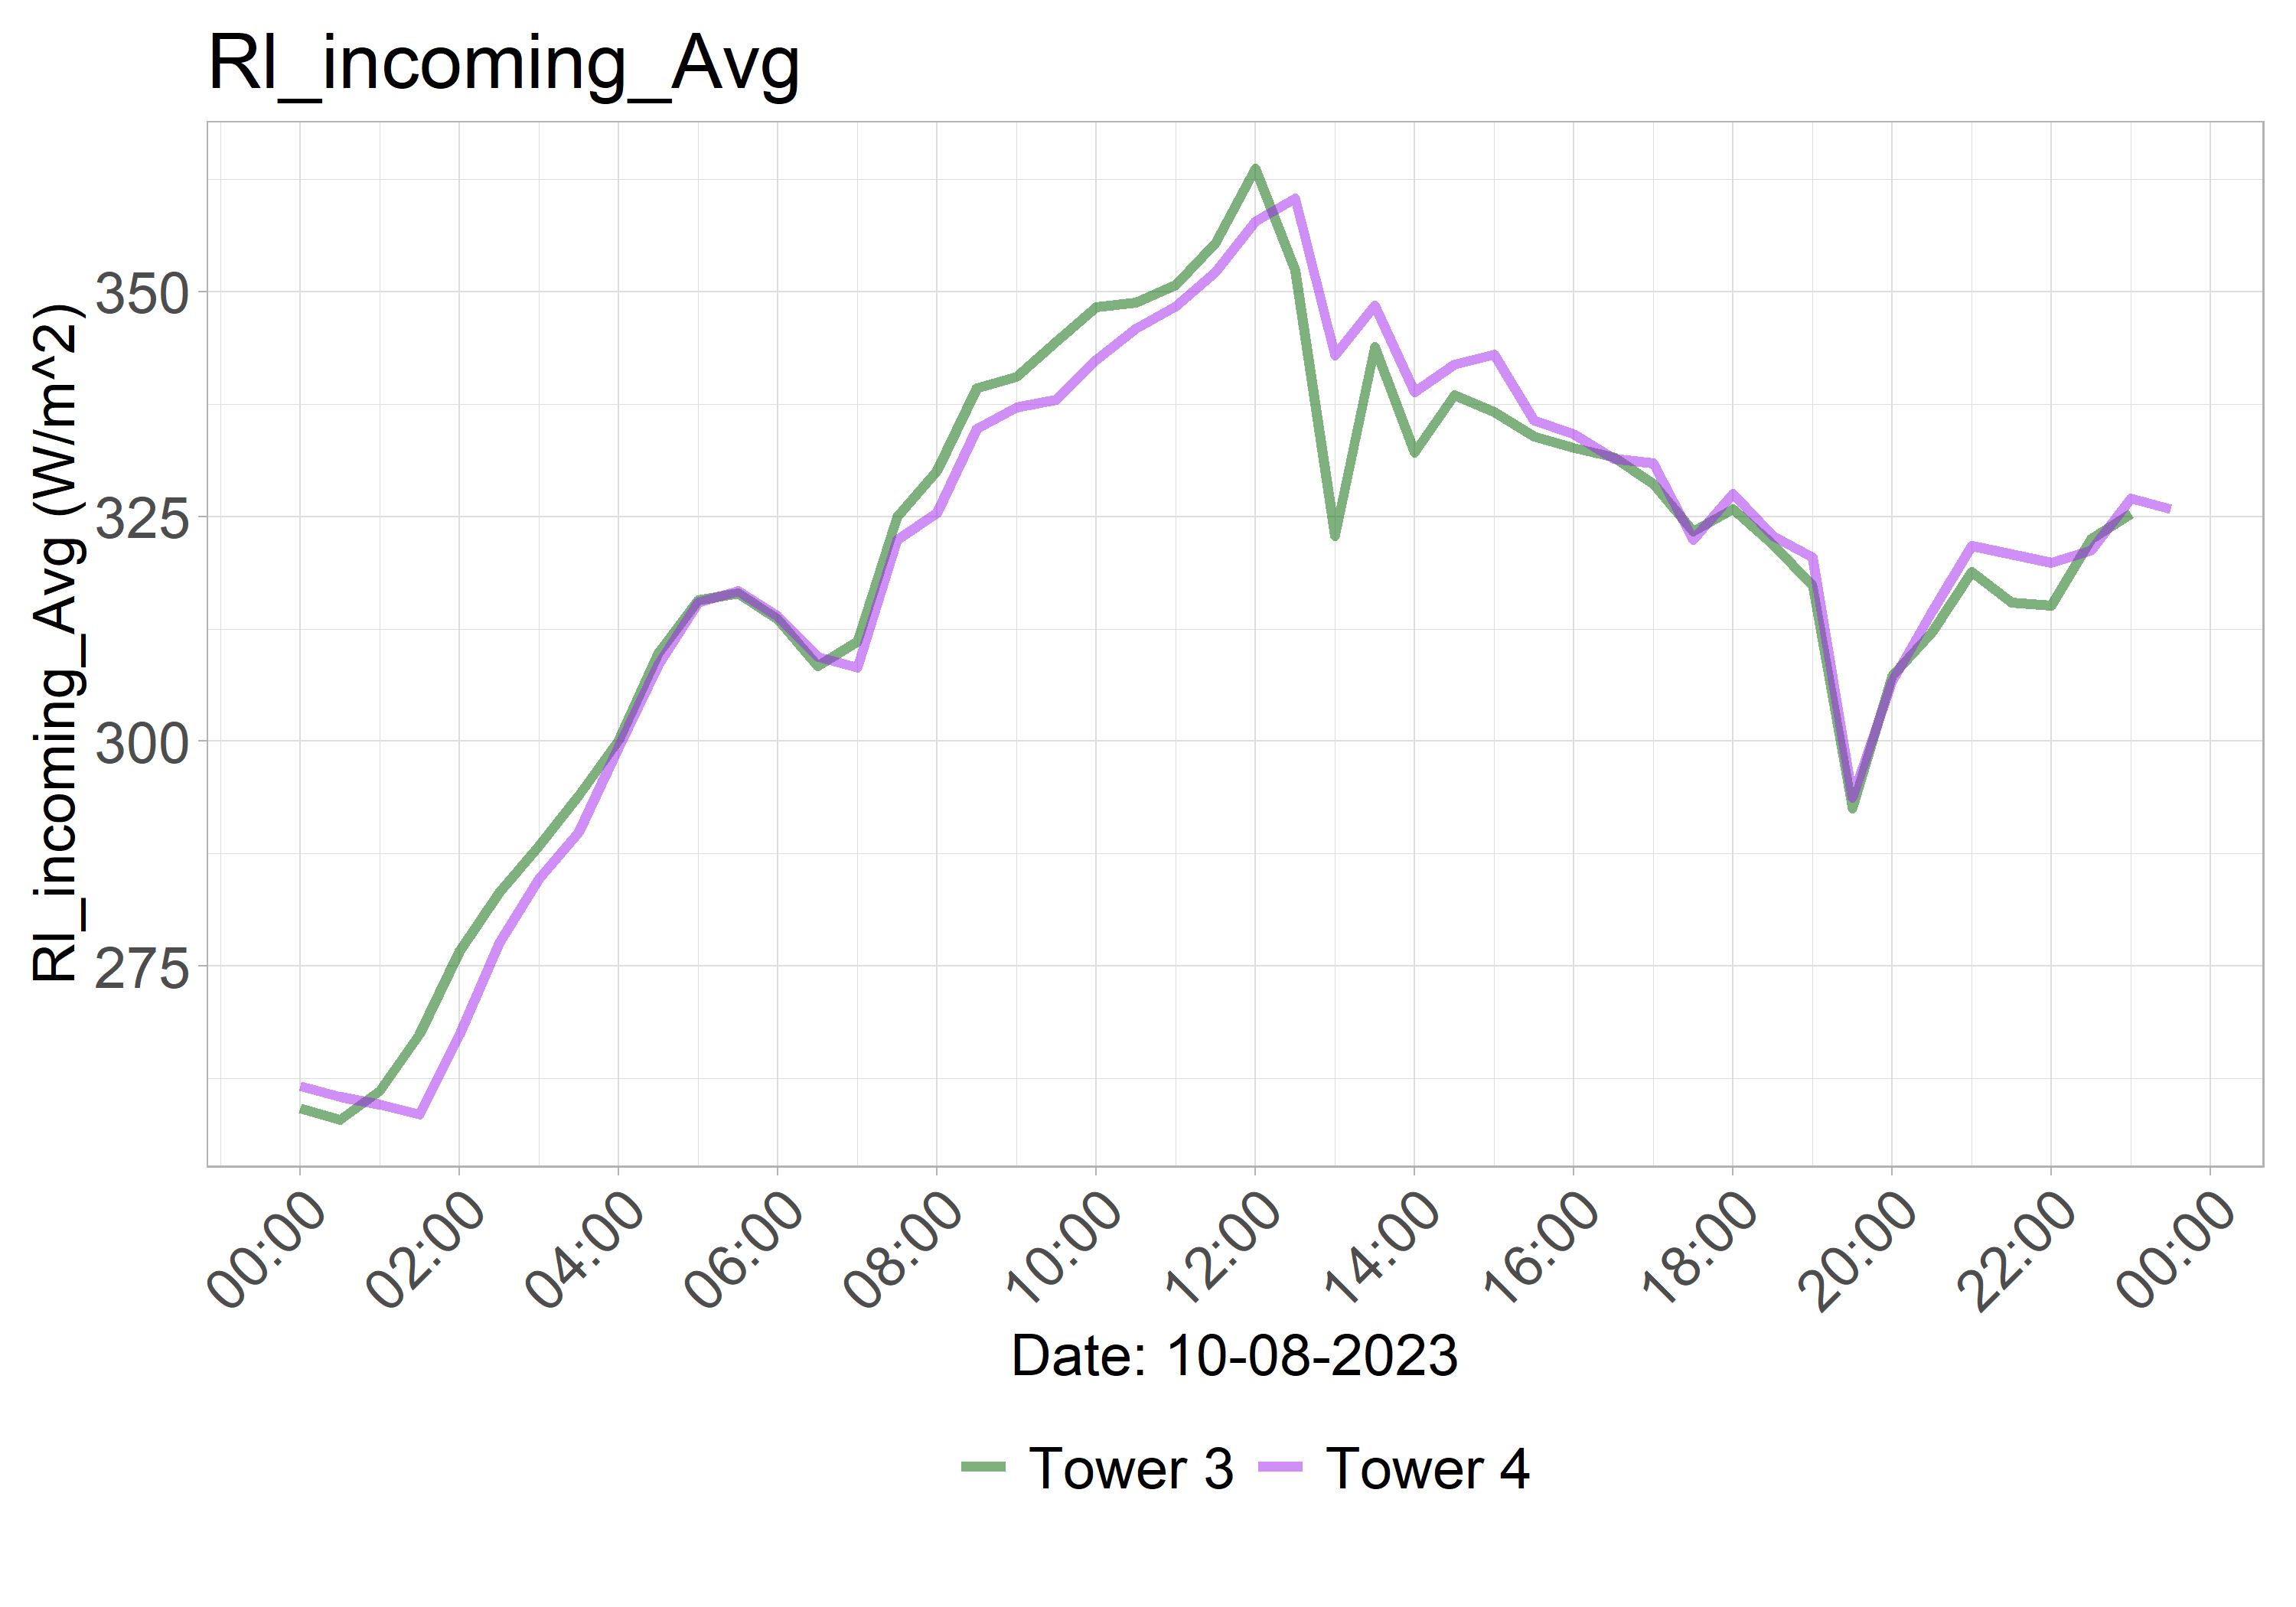 Rl_incoming_Avg
Rl_incoming_Avg (W/m^2)
350
325
300
275
00:00 02:00 04:00 06:00 08:00 10:00 12:00 14:00 16:00 18:00 20:00 22:00 00:00
Date: 10-08-2023
Tower 3 Tower 4